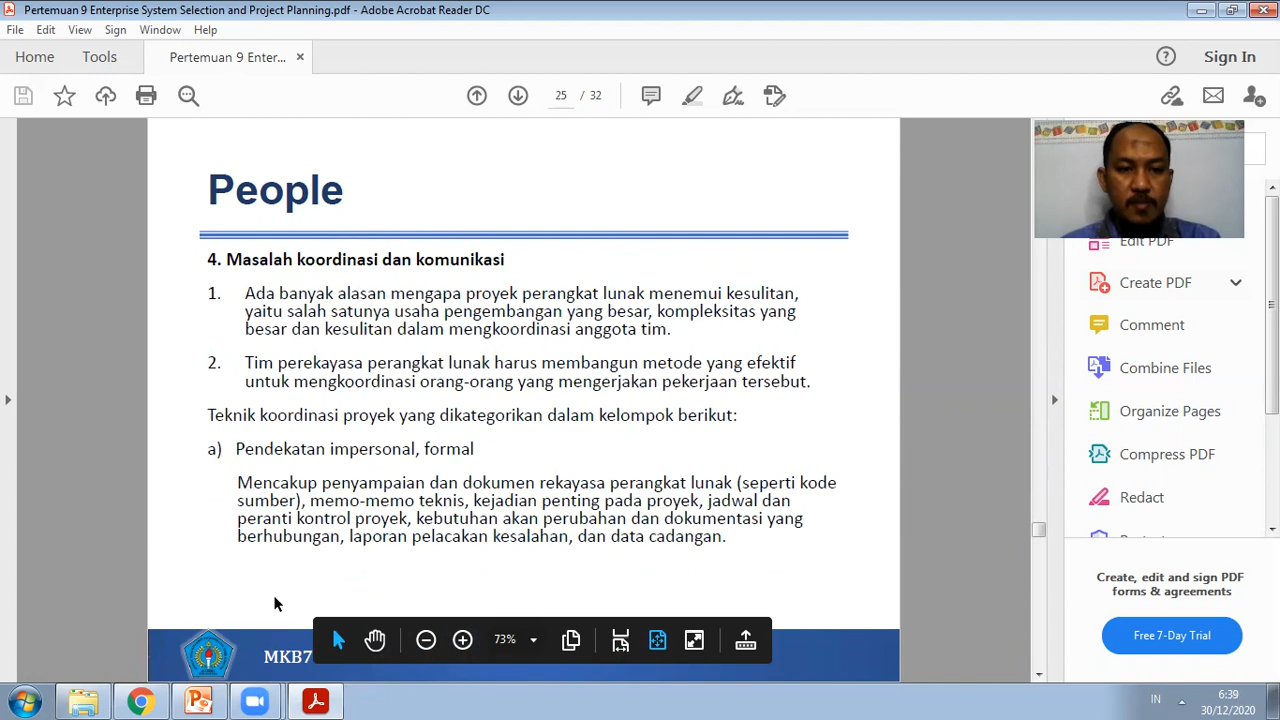 Pertemuan 9 Enterprise System Selection and Project Planning.pdf - Adobe Acrobat Reader DC
File Edit View Sign Window Help
Home Tools Pertemuan 9 Enter... × Sign In
25 / 32
People
4. Masalah koordinasi dan komunikasi
1. Ada banyak alasan mengapa proyek perangkat lunak menemui kesulitan,
yaitu salah satunya usaha pengembangan yang besar, kompleksitas yang
besar dan kesulitan dalam mengkoordinasi anggota tim.
2. Tim perekayasa perangkat lunak harus membangun metode yang efektif
untuk mengkoordinasi orang-orang yang mengerjakan pekerjaan tersebut.
Teknik koordinasi proyek yang dikategorikan dalam kelompok berikut:
a) Pendekatan impersonal, formal
Mencakup penyampaian dan dokumen rekayasa perangkat lunak (seperti kode
sumber), memo-memo teknis, kejadian penting pada proyek, jadwal dan
peranti kontrol proyek, kebutuhan akan perubahan dan dokumentasi yang
berhubungan, laporan pelacakan kesalahan, dan data cadangan.
MKB7
73%
Edit PDF
Create PDF
Comment
Combine Files
Organize Pages
Compress PDF
Redact
Create, edit and sign PDF
forms & agreements
Free 7-Day Trial
IN
6:39
30/12/2020